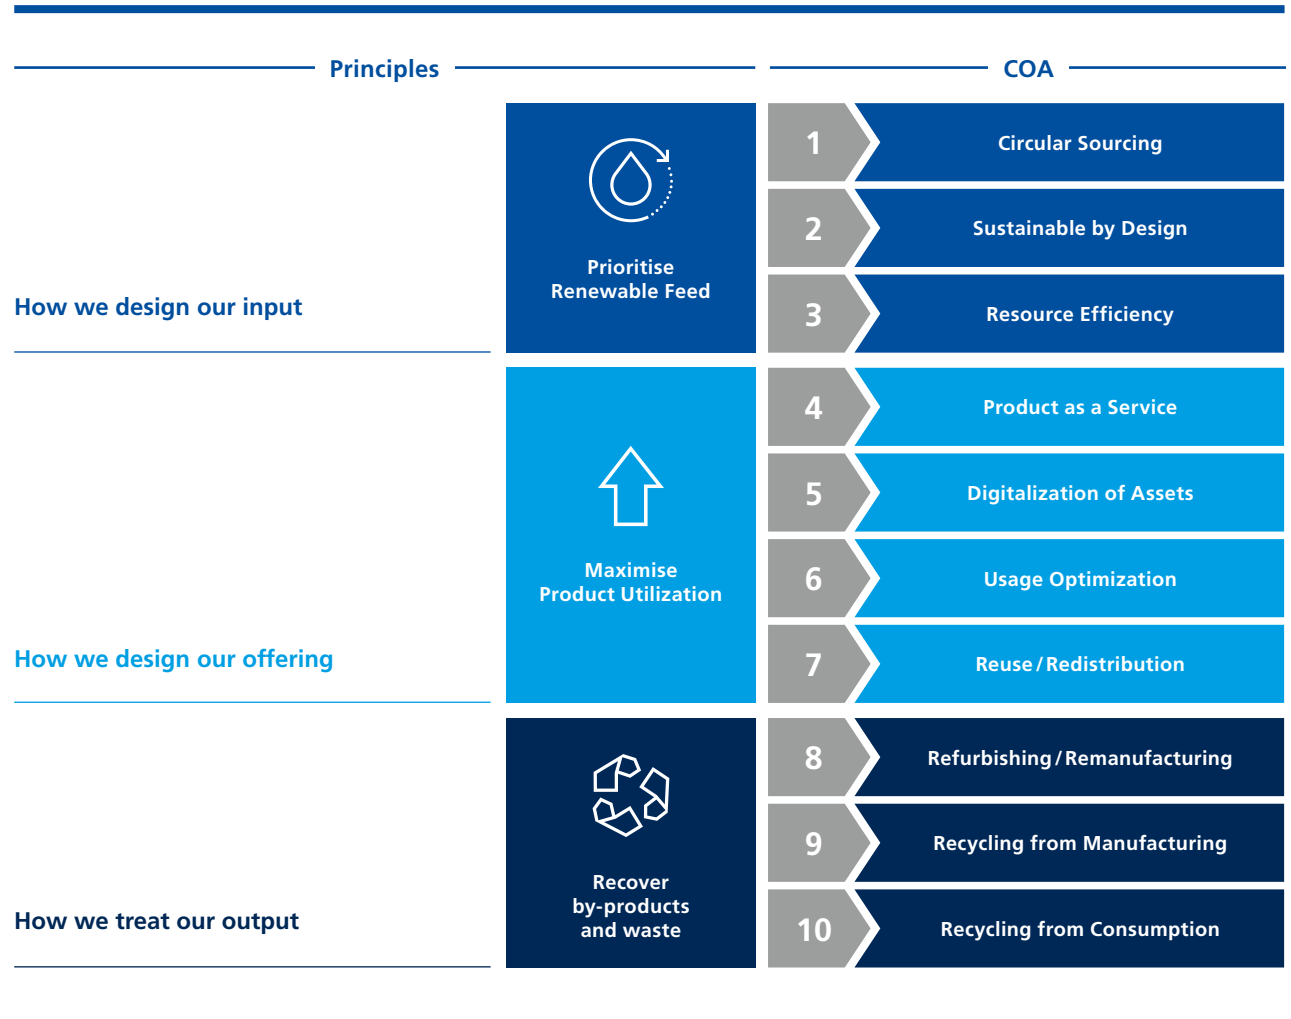 Principles
COA
How we design our input
Prioritise
Renewable Feed
1
Circular Sourcing
2
Sustainable by Design
3
Resource Efficiency
How we design our offering
Maximise
Product Utilization
4
Product as a Service
5
Digitalization of Assets
6
Usage Optimization
7
Reuse/Redistribution
How we treat our output
Recover
by-products
and waste
8
Refurbishing/Remanufacturing
9
Recycling from Manufacturing
10
Recycling from Consumption